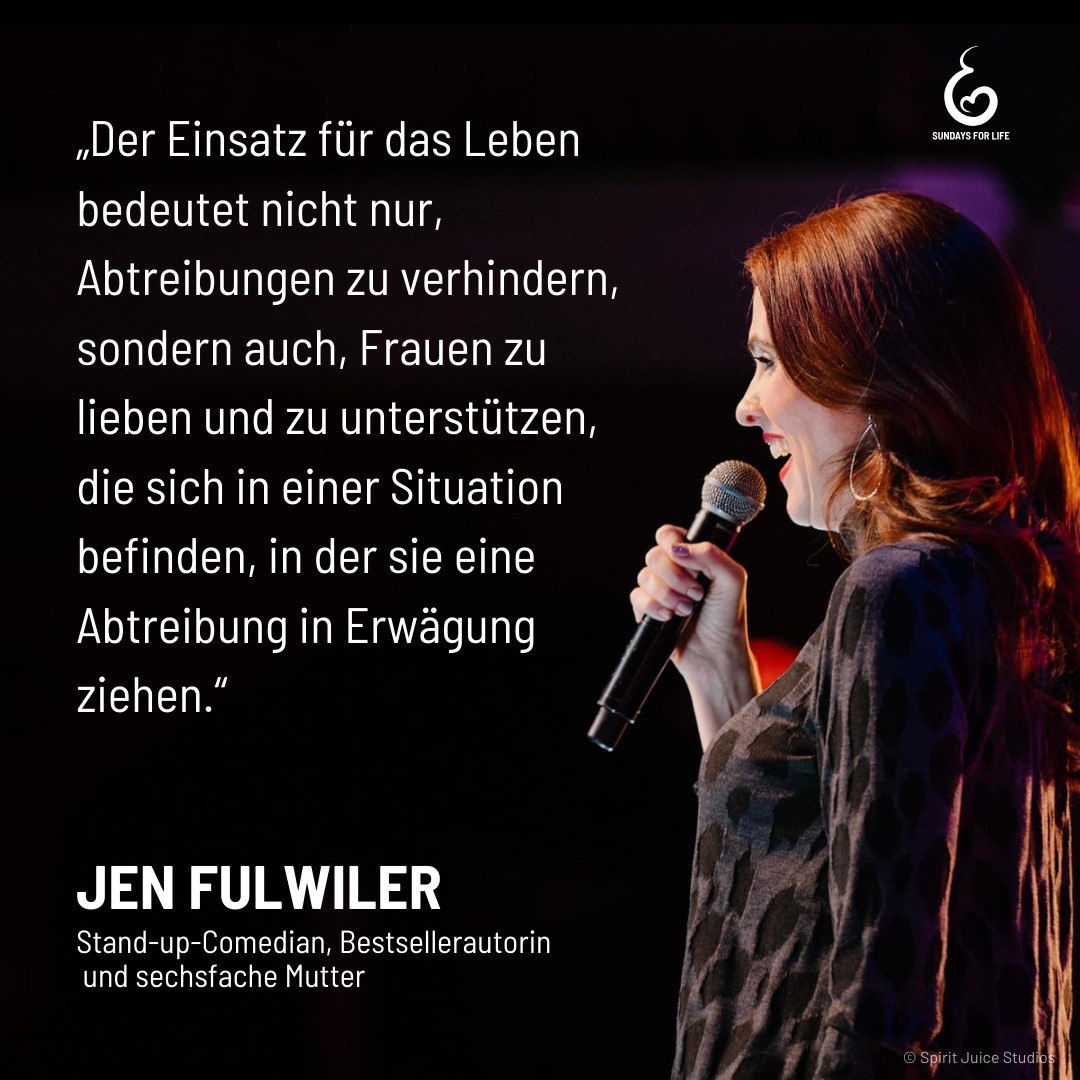 SUNDAYS FOR LIFE
„Der Einsatz für das Leben
bedeutet nicht nur,
Abtreibungen zu verhindern,
sondern auch, Frauen zu
lieben und zu unterstützen,
die sich in einer Situation
befinden, in der sie eine
Abtreibung in Erwägung
ziehen.“
JEN FULWILER
Stand-up-Comedian, Bestsellerautorin
und sechsfache Mutter
© Spirit Juice Studios